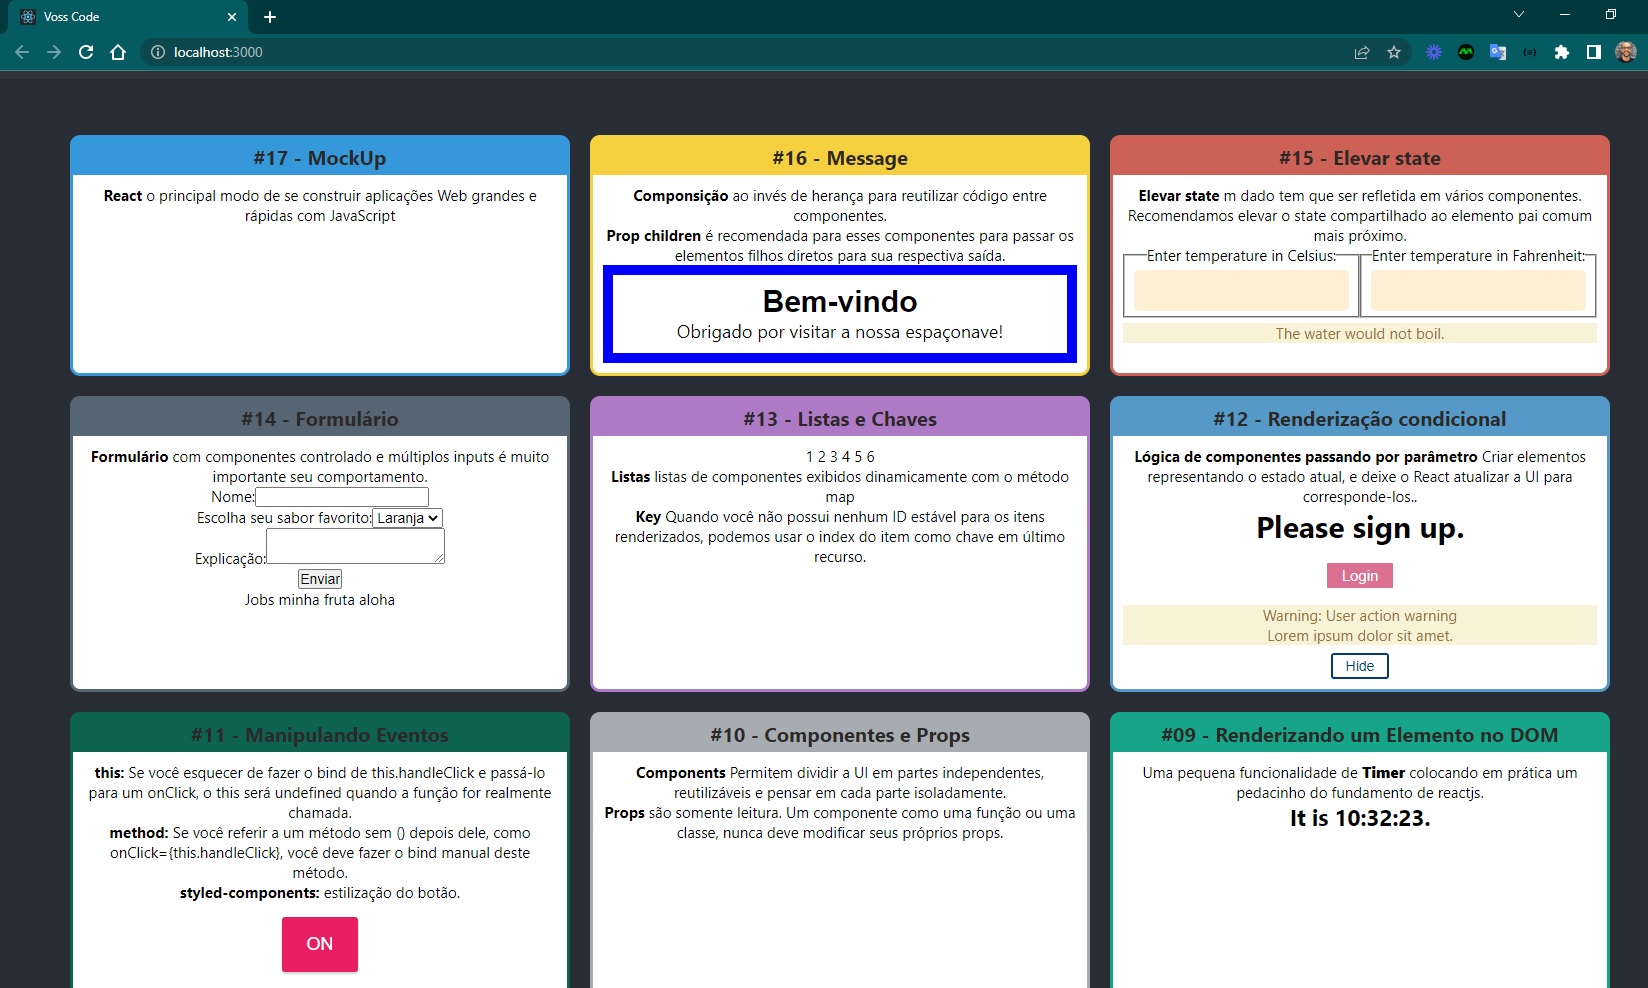 Voss Code
localhost:3000
#17 - MockUp
React o principal modo de se construir aplicações Web grandes e
rápidas com JavaScript
#16 - Message
Componsição ao invés de herança para reutilizar código entre
componentes.
Prop children é recomendada para esses componentes para passar os
elementos filhos diretos para sua respectiva saída.
Bem-vindo
Obrigado por visitar a nossa espaçonave!
#15 - Elevar state
Elevar state m dado tem que ser refletida em vários componentes.
Recomendamos elevar o state compartilhado ao elemento pai comum
mais próximo.
Enter temperature in Celsius:
Enter temperature in Fahrenheit:
The water would not boil.
#14 - Formulário
Formulário com componentes controlado e múltiplos inputs é muito
importante seu comportamento.
Nome:
Escolha seu sabor favorito: Laranja
Explicação:
Enviar
Jobs minha fruta aloha
#13 - Listas e Chaves
1 2 3 4 5 6
Listas listas de componentes exibidos dinamicamente com o método
map
Key Quando você não possui nenhum ID estável para os itens
renderizados, podemos usar o index do item como chave em último
recurso.
#12 - Renderização condicional
Lógica de componentes passando por parâmetro Criar elementos
representando o estado atual, e deixe o React atualizar a UI para
corresponde-los..
Please sign up.
Login
Warning: User action warning
Lorem ipsum dolor sit amet.
Hide
#11 - Manipulando Eventos
this: Se você esquecer de fazer o bind de this.handleClick e passá-lo
para um onClick, o this será undefined quando a função for realmente
chamada.
method: Se você referir a um método sem () depois dele, como
onClick={this.handleClick}, você deve fazer o bind manual deste
método.
styled-components: estilização do botão.
ON
#10 - Componentes e Props
Components Permitem dividir a UI em partes independentes,
reutilizáveis e pensar em cada parte isoladamente.
Props são somente leitura. Um componente como uma função ou uma
classe, nunca deve modificar seus próprios props.
#09 - Renderizando um Elemento no DOM
Uma pequena funcionalidade de Timer colocando em prática um
pedacinho do fundamento de reactjs.
It is 10:32:23.